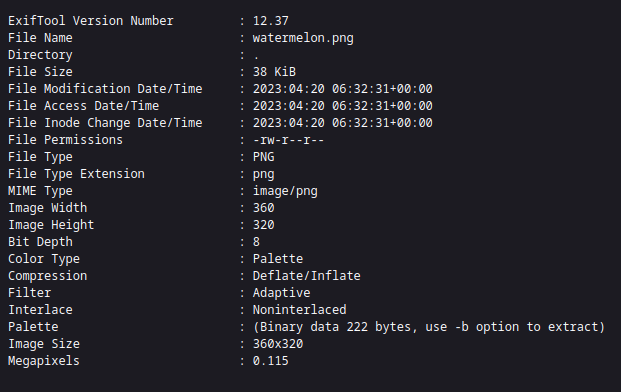 ExifTool Version Number : 12.37
File Name : watermelon.png
Directory : .
File Size : 38 KiB
File Modification Date/Time : 2023:04:20 06:32:31+00:00
File Access Date/Time : 2023:04:20 06:32:31+00:00
File Inode Change Date/Time : 2023:04:20 06:32:31+00:00
File Permissions : -rw-r--r--
File Type : PNG
File Type Extension : png
MIME Type : image/png
Image Width : 360
Image Height : 320
Bit Depth : 8
Color Type : Palette
Compression : Deflate/Inflate
Filter : Adaptive
Interlace : Noninterlaced
Palette : (Binary data 222 bytes, use -b option to extract)
Image Size : 360x320
Megapixels : 0.115